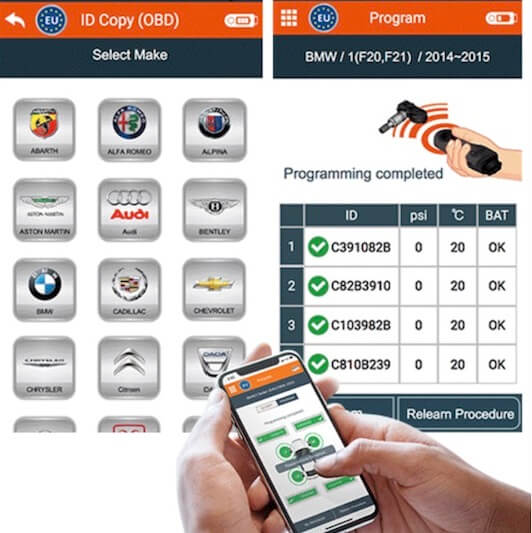 EU
ID Copy (OBD)
Select Make
ABARTH
ALFA ROMEO
ALPINA
ASTON MARTIN
ASTON MARTIN
Audi
Audi
BENTLEY
BMW
CADILLAC
CHEVROLET
CHRYSLER
CHRYSLER
Citroen
DACIA
EU
Program
BMW / 1(F20,F21) / 2014~2015
Programming completed
ID psi ℃ BAT
1 C391082B 0 20 OK
2 C82B3910 0 20 OK
3 C103982B 0 20 OK
C810B239 0 20 OK
Relearn Procedure
Programming completed